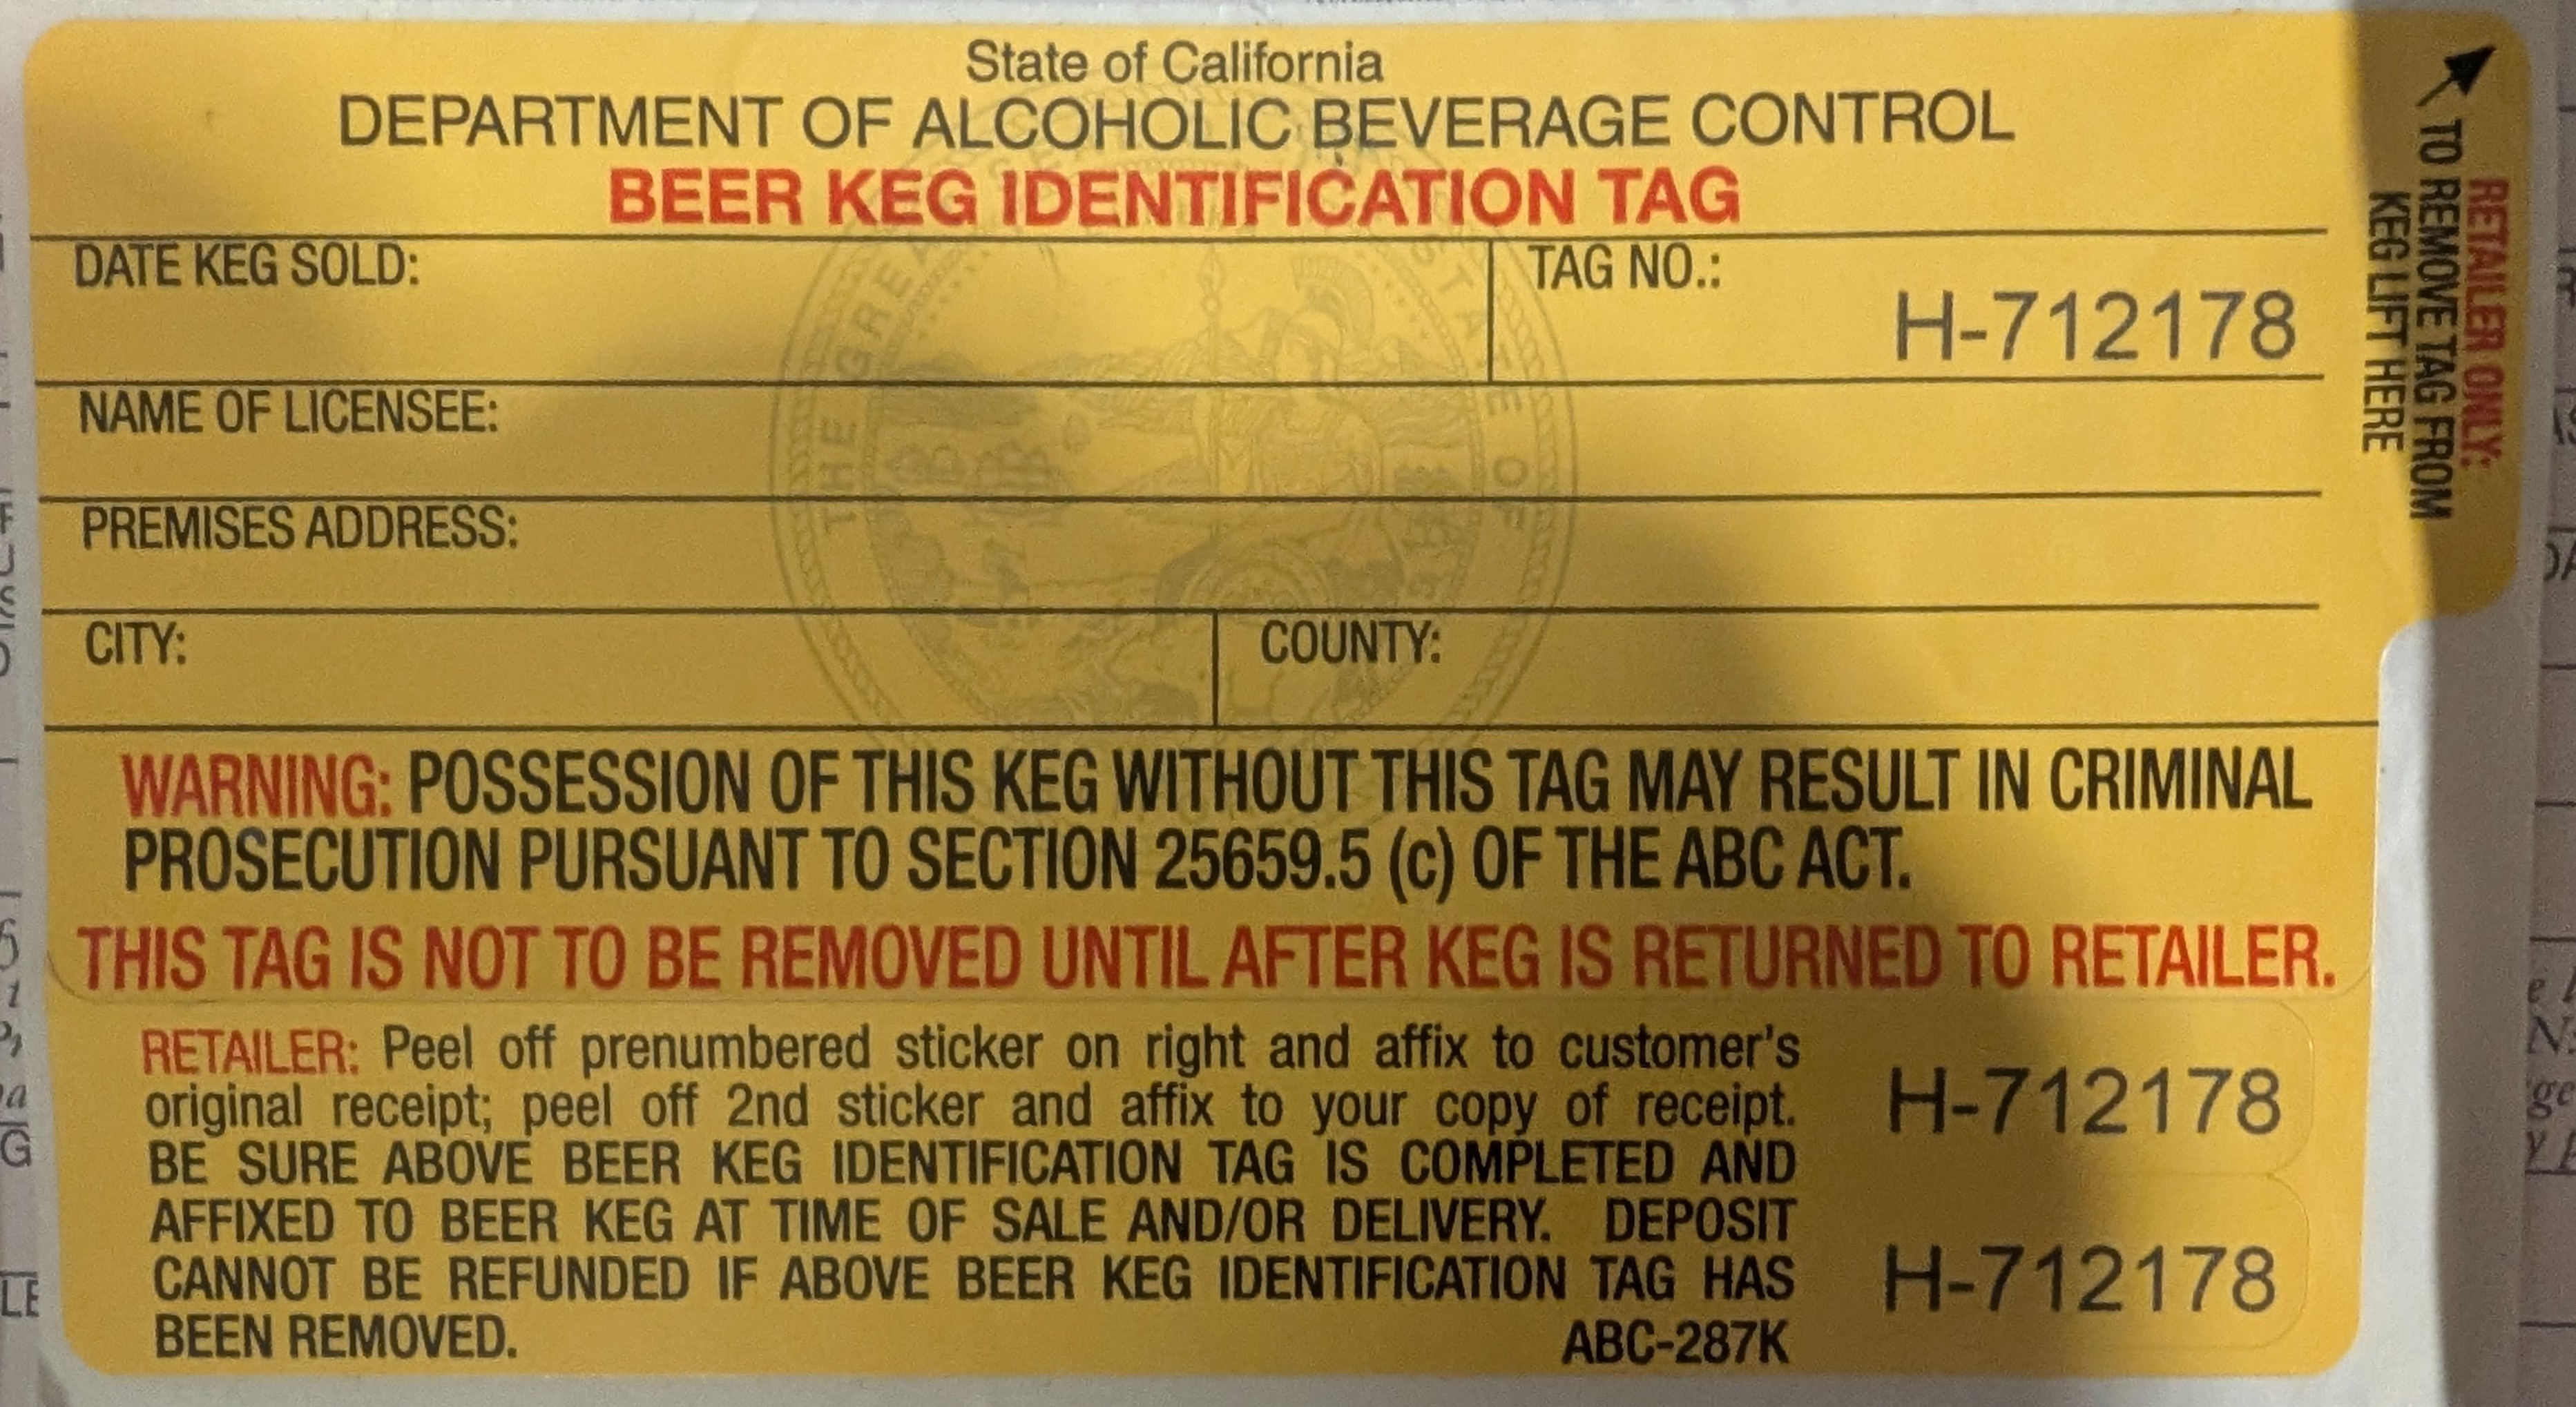 State of California
DEPARTMENT OF ALCOHOLIC BEVERAGE CONTROL
BEER KEG IDENTIFICATION TAG
DATE KEG SOLD:
TAG NO.:
H-712178
NAME OF LICENSEE:
PREMISES ADDRESS:
CITY:
COUNTY:
THE GREAT SEAL STATE OF
RETAILER ONLY:
TO REMOVE TAG FROM
KEG LIFT HERE
WARNING: POSSESSION OF THIS KEG WITHOUT THIS TAG MAY RESULT IN CRIMINAL
PROSECUTION PURSUANT TO SECTION 25659.5 (c) OF THE ABC ACT.
THIS TAG IS NOT TO BE REMOVED UNTIL AFTER KEG IS RETURNED TO RETAILER.
RETAILER: Peel off prenumbered sticker on right and affix to customer's
original receipt; peel off 2nd sticker and affix to your copy of receipt.
BE SURE ABOVE BEER KEG IDENTIFICATION TAG IS COMPLETED AND
AFFIXED TO BEER KEG AT TIME OF SALE AND/OR DELIVERY. DEPOSIT
CANNOT BE REFUNDED IF ABOVE BEER KEG IDENTIFICATION TAG HAS
BEEN REMOVED.
ABC-287K
H-712178
H-712178